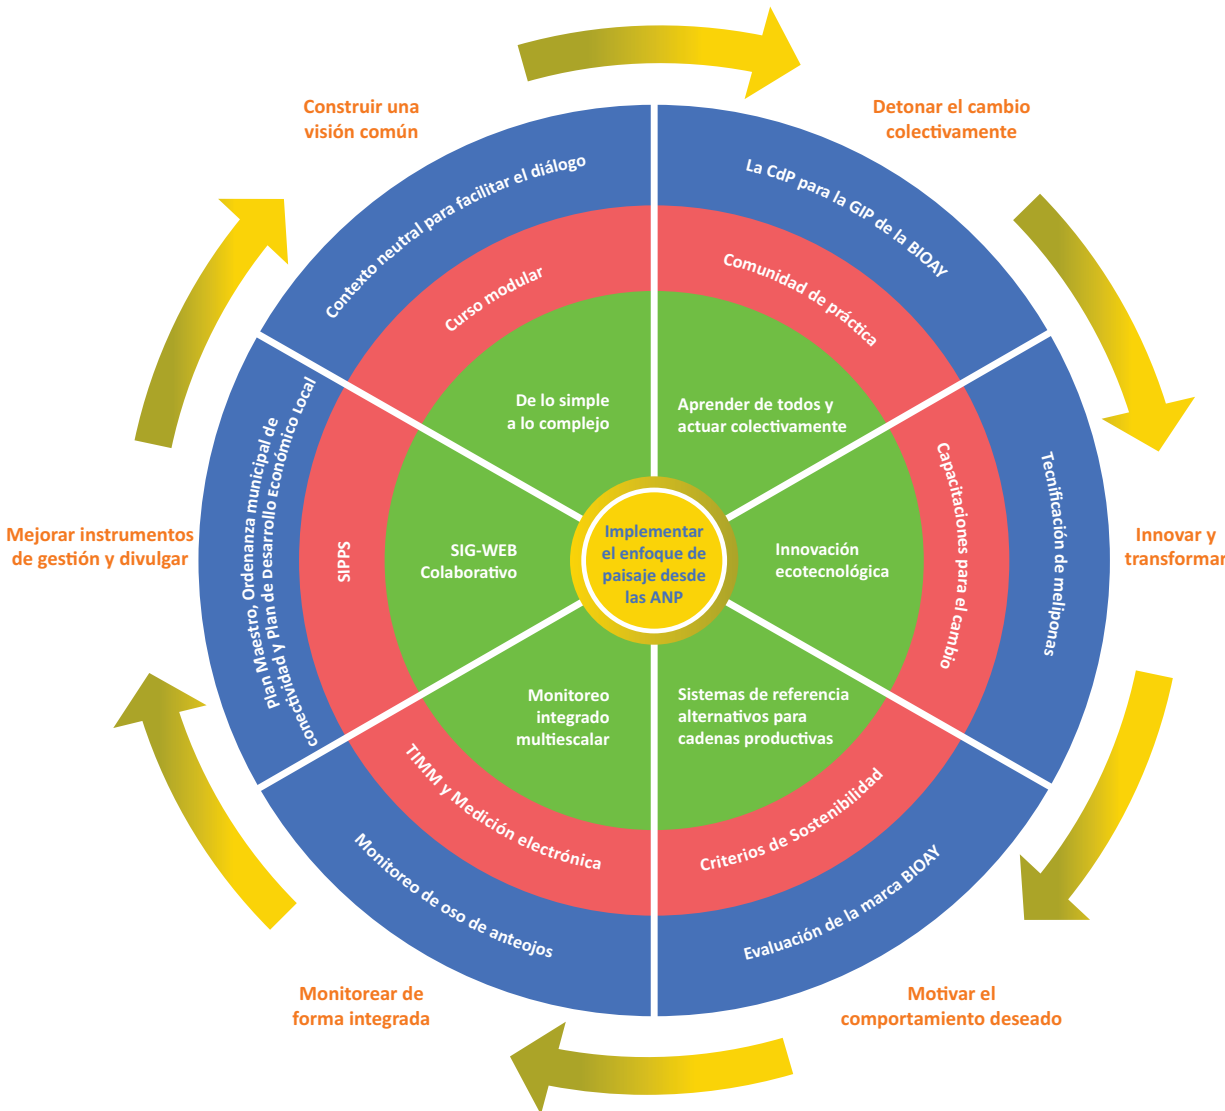 Construir una
visión común
Detonar el cambio
colectivamente
Innovar y
transformar
Motivar el
comportamiento deseado
Monitorear de
forma integrada
Mejorar instrumentos
de gestión y divulgar
Contexto neutral para facilitar el diálogo
La CdP para la GIP de la BIOAY
Tecnificación de meliponas
Evaluación de la marca BIOAY
Monitoreo de oso de anteojos
Plan Maestro, Ordenanza municipal de
conectividad y Plan de Desarrollo Económico Local
Curso modular
Comunidad de práctica
Capacitaciones para el cambio
Criterios de Sostenibilidad
TIMM y Medición electrónica
SIPPS
De lo simple
a lo complejo
Aprender de todos y
actuar colectivamente
Innovación
ecotecnológica
Sistemas de referencia
alternativos para
cadenas productivas
Monitoreo
integrado
multiescalar
SIG-WEB
Colaborativo
Implementar
el enfoque de
paisaje desde
las ANP